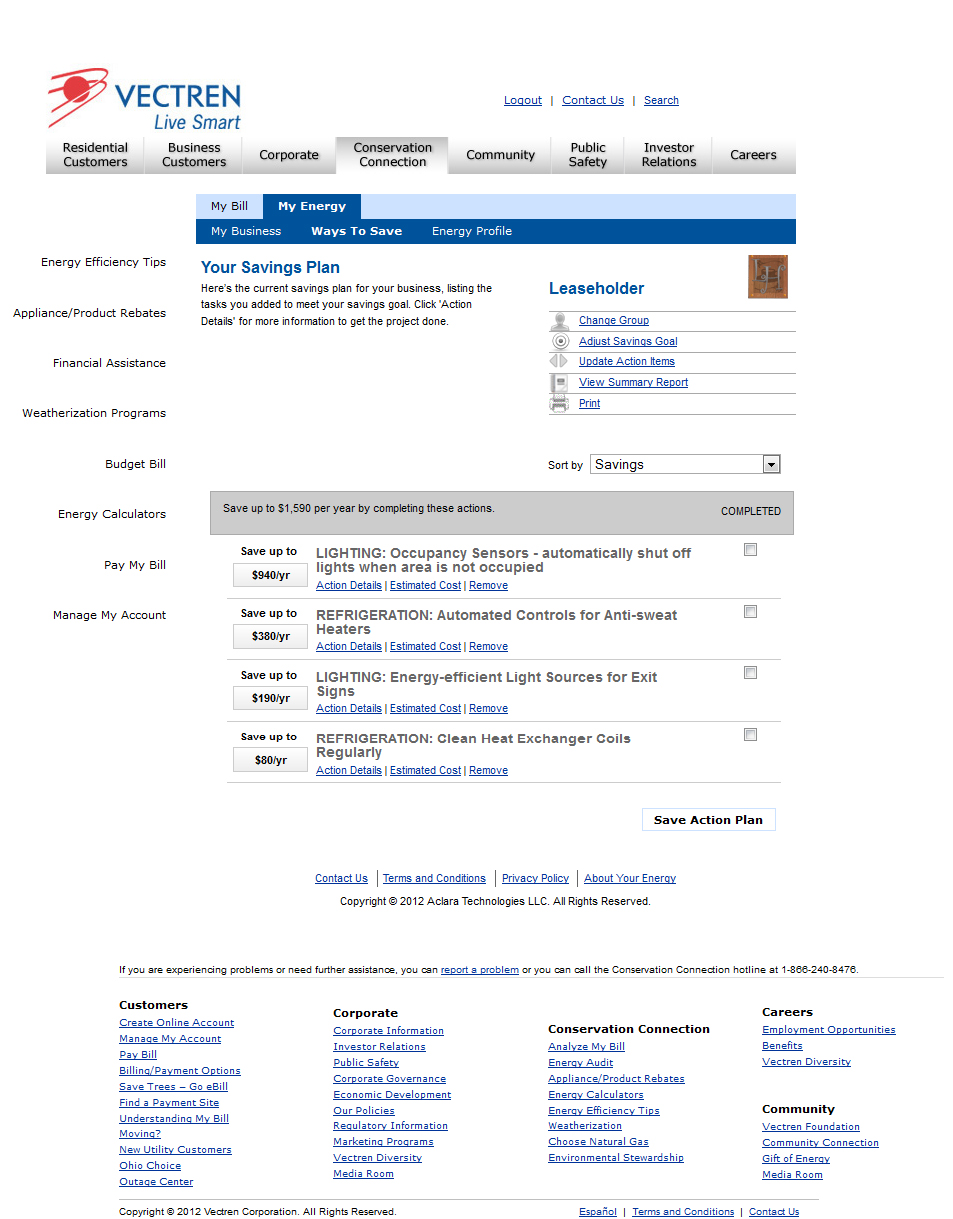 VECTREN
Live Smart
Logout | Contact Us | Search
Residential Customers
Business Customers
Corporate
Conservation Connection
Community
Public Safety
Investor Relations
Careers
My Bill
My Energy
My Business
Ways To Save
Energy Profile
Energy Efficiency Tips
Appliance/Product Rebates
Financial Assistance
Weatherization Programs
Budget Bill
Energy Calculators
Pay My Bill
Manage My Account
Your Savings Plan
Here's the current savings plan for your business, listing the
tasks you added to meet your savings goal. Click 'Action
Details' for more information to get the project done.
Leaseholder
LH
Change Group
Adjust Savings Goal
Update Action Items
View Summary Report
Print
Sort by Savings
Save up to $1,590 per year by completing these actions.
COMPLETED
Save up to
$940/yr
LIGHTING: Occupancy Sensors - automatically shut off
lights when area is not occupied
Action Details | Estimated Cost | Remove
Save up to
$380/yr
REFRIGERATION: Automated Controls for Anti-sweat
Heaters
Action Details | Estimated Cost | Remove
Save up to
$190/yr
LIGHTING: Energy-efficient Light Sources for Exit
Signs
Action Details | Estimated Cost | Remove
Save up to
$80/yr
REFRIGERATION: Clean Heat Exchanger Coils
Regularly
Action Details | Estimated Cost | Remove
Save Action Plan
Contact Us | Terms and Conditions | Privacy Policy | About Your Energy
Copyright © 2012 Aclara Technologies LLC. All Rights Reserved.
If you are experiencing problems or need further assistance, you can report a problem or you can call the Conservation Connection hotline at 1-866-240-8476.
Customers
Create Online Account
Manage My Account
Pay Bill
Billing/Payment Options
Save Trees – Go eBill
Find a Payment Site
Understanding My Bill
Moving?
New Utility Customers
Ohio Choice
Outage Center
Corporate
Corporate Information
Investor Relations
Public Safety
Corporate Governance
Economic Development
Our Policies
Regulatory Information
Marketing Programs
Vectren Diversity
Media Room
Conservation Connection
Analyze My Bill
Energy Audit
Appliance/Product Rebates
Energy Calculators
Energy Efficiency Tips
Weatherization
Choose Natural Gas
Environmental Stewardship
Careers
Employment Opportunities
Benefits
Vectren Diversity
Community
Vectren Foundation
Community Connection
Gift of Energy
Media Room
Copyright © 2012 Vectren Corporation. All Rights Reserved.
Español | Terms and Conditions | Contact Us